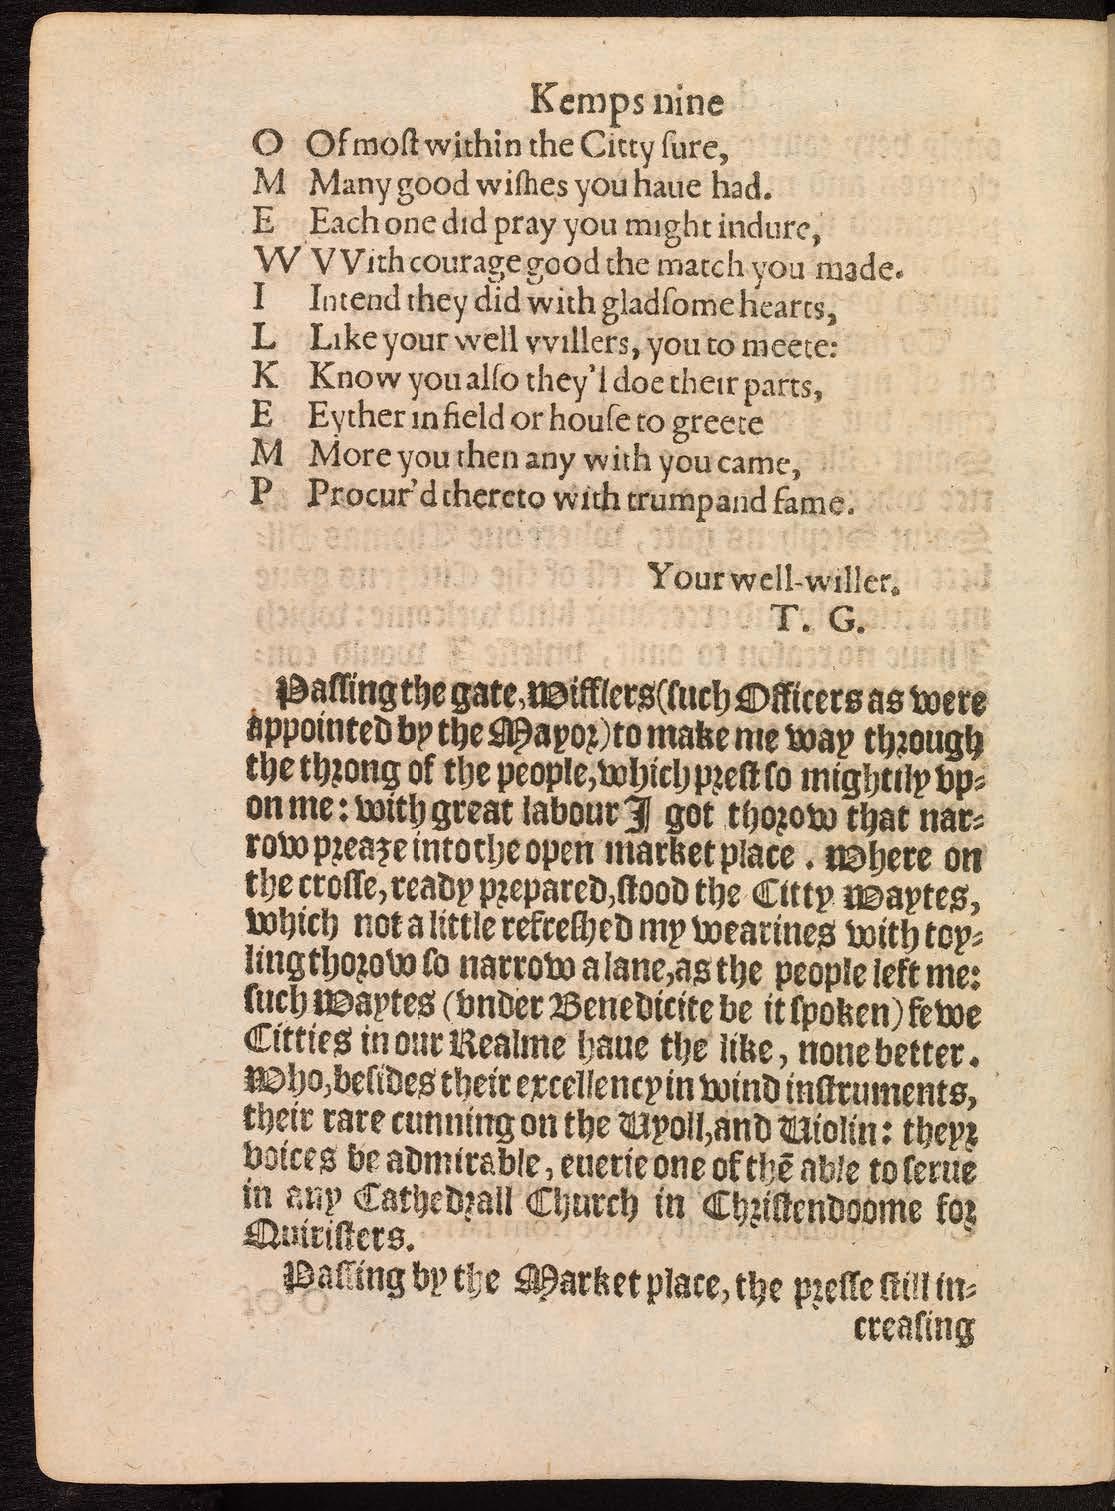 Kemps nine
O Of moſt within the Citty ſure,
M Many good wiſhes you haue had.
E Each one did pray you might indure,
W VVith courage good the match you made.
I Intend they did with gladſome hearts,
L Like your well vvillers, you to meete:
K Know you alſo they'l doe their parts,
E Eyther in field or houſe to greete
M More you then any with you came,
P Procur'd thereto with trump and fame.
Your well-willer.
T. G.
Paſſing the gate, Wifflers (ſuch Officers as were
appointed by the Mayor) to make me way through
the throng of the people, which preſt ſo mightily vp-
on me: with great labour I got thorow that nar-
row preaze into the open market place. Where on
the croſſe, ready prepared, ſtood the Citty Waytes,
which not a little refreſhed my wearines with toy-
ling thorow ſo narrow a lane, as the people left me:
ſuch Waytes (vnder Benedicite be it ſpoken) fewe
Citties in our Realme haue the like, none better.
Who, beſides their excellency in wind inſtruments,
their rare cunning on the Vyoll, and Violin: theyr
voices be admirable, euerie one of thē able to ſerue
in any Cathedrall Church in Chriſtendoome for
Quiriſters.
Paſſing by the Market place, the preſſe ſtill in-
creaſing